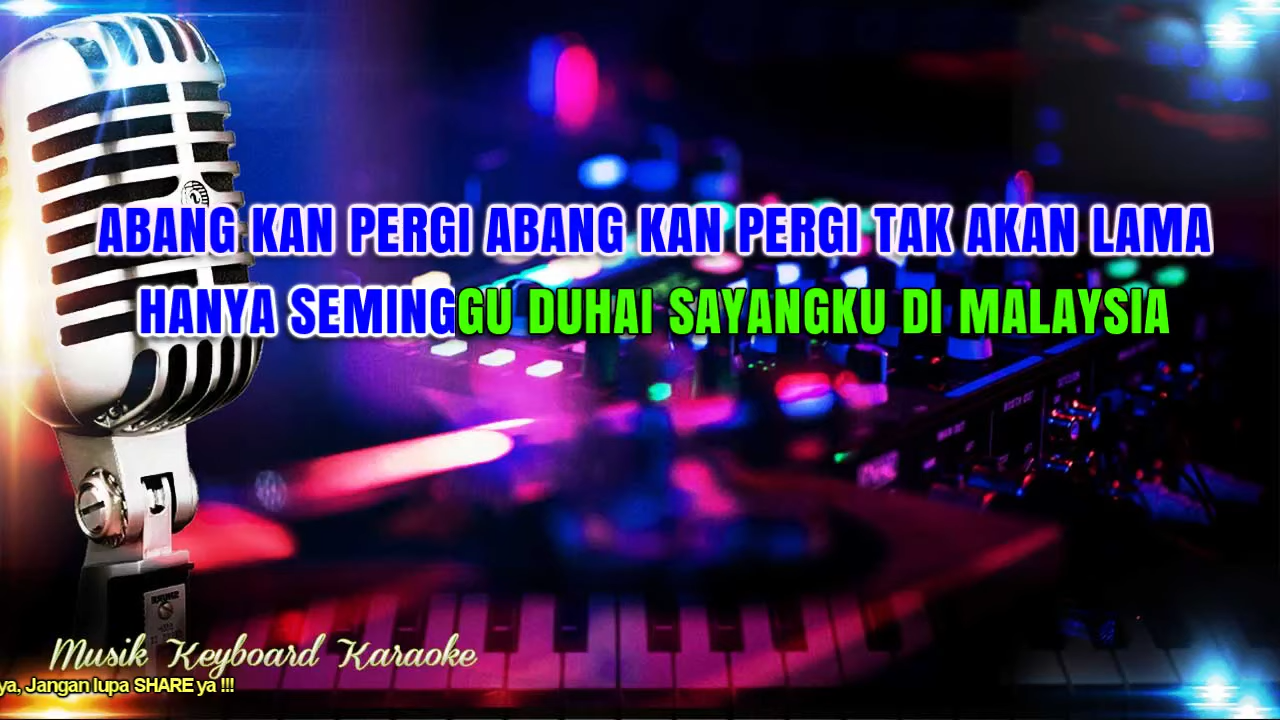 ABANG KAN PERGI ABANG KAN PERGI TAK AKAN LAMA
HANYA SEMINGGU DUHAI SAYANGKU DI MALAYSIA
Musik Keyboard Karaoke
ya, Jangan lupa SHARE ya !!!